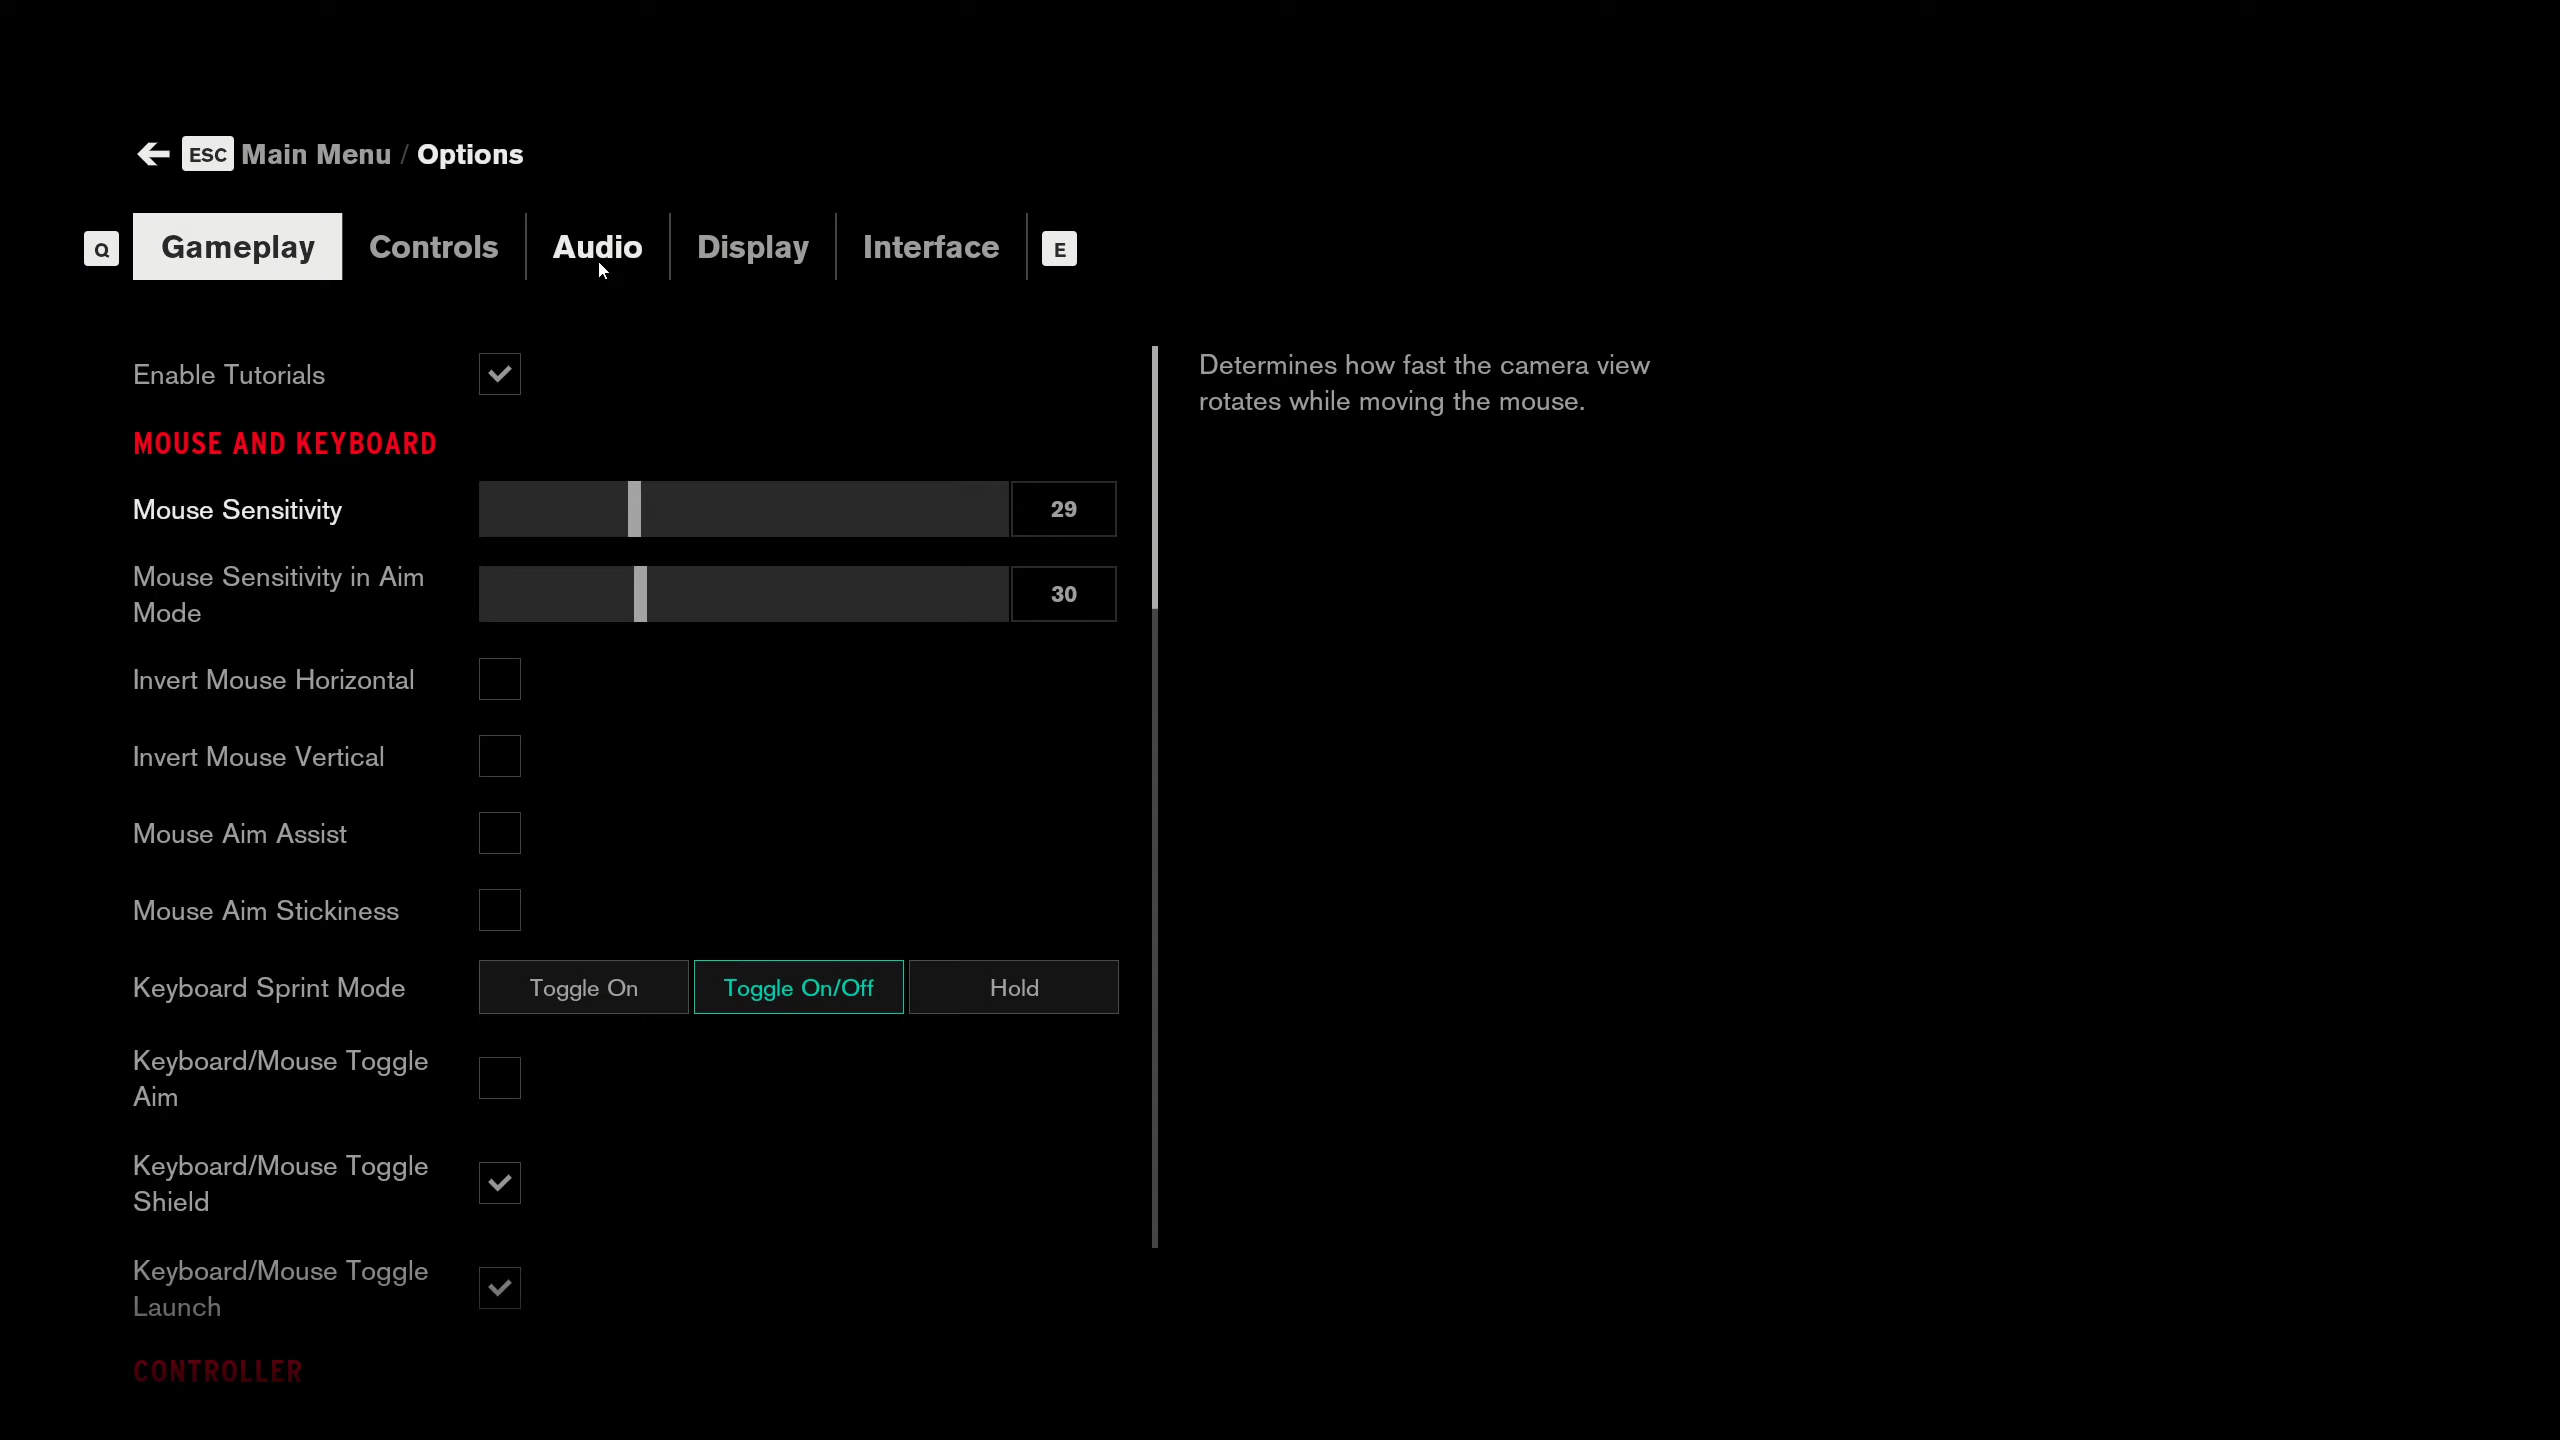 ESC Main Menu / Options
Q Gameplay Controls Audio Display Interface E
Enable Tutorials
Determines how fast the camera view
rotates while moving the mouse.
MOUSE AND KEYBOARD
Mouse Sensitivity 29
Mouse Sensitivity in Aim
Mode
30
Invert Mouse Horizontal
Invert Mouse Vertical
Mouse Aim Assist
Mouse Aim Stickiness
Keyboard Sprint Mode Toggle On Toggle On/Off Hold
Keyboard/Mouse Toggle
Aim
Keyboard/Mouse Toggle
Shield
Keyboard/Mouse Toggle
Launch
CONTROLLER